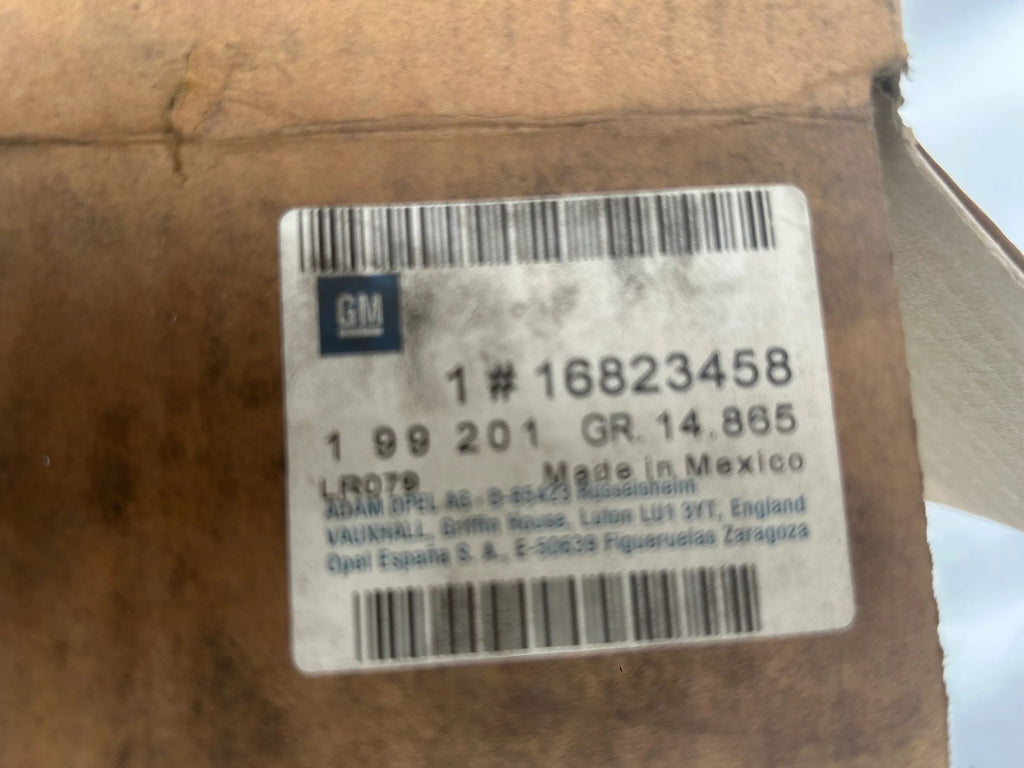 GM
1 # 16823458
1 99 201 GR. 14.865
LR079 Made in Mexico
ADAM OPEL AG · D-65423 Rüsselsheim
VAUXHALL, Griffin House, Luton LU1 3YT, England
Opel España S. A., E-50639 Figueruelas Zaragoza